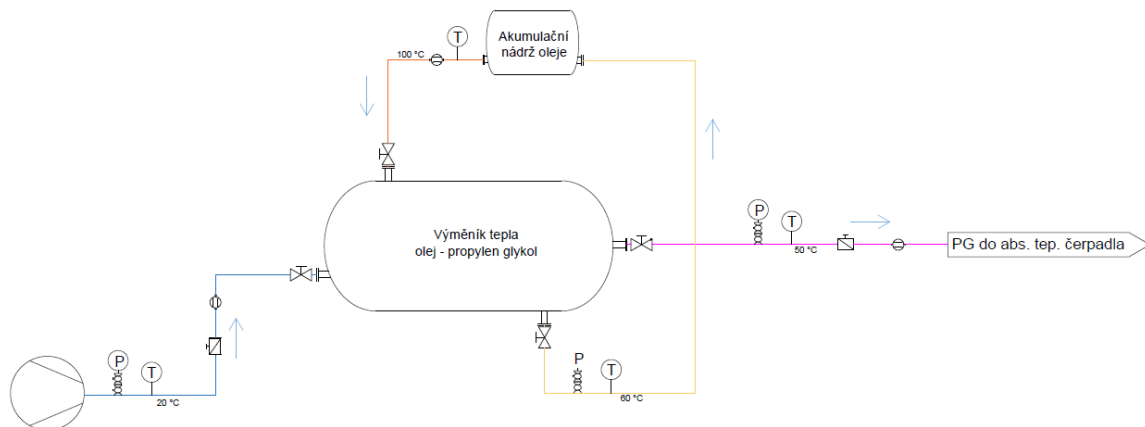 T
Akumulační
nádrž oleje
100 °C
Výměník tepla
olej - propylen glykol
P
T
50 °C
PG do abs. tep. čerpadla
P
T
20 °C
P
T
60 °C